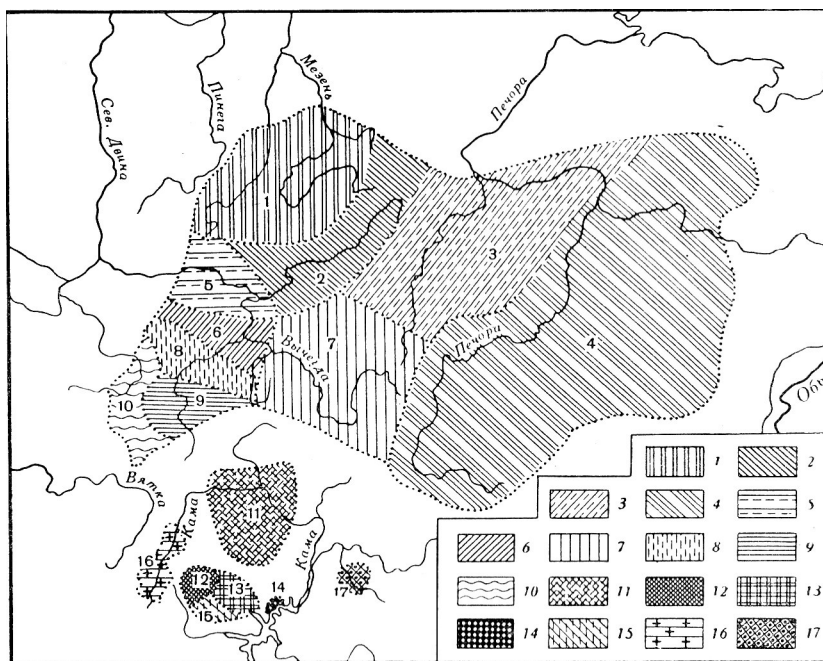 Сев. Двина
Пинега
Мезень
Печора
1
2
3
5
6
7
4
8
Вычегда
Печора
9
10
Обь
Вятка
Кама
11
Кама
16
12
13
14
17
15
1 2
3 4 5
6 7 8 9
10 11 12 13
14 15 16 17